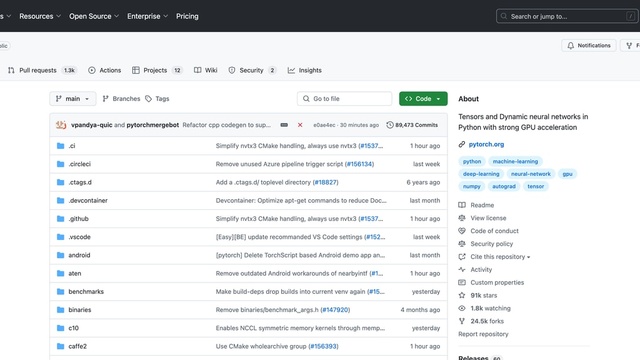 Resources Open Source Enterprise Pricing Search or jump to... /
Notifications
Pull requests 1.3k Actions Projects 12 Wiki Security 2 Insights
main Branches Tags Go to file Code
vpandya-quic and pytorchmergebot Refactor cpp codegen to sup... e0ae4ec · 30 minutes ago 89,473 Commits
.ci Simplify nvtx3 CMake handling, always use nvtx3 (#1537... 1 hour ago
.circleci Remove unused Azure pipeline trigger script (#156134) last week
.ctags.d Add a .ctags.d/ toplevel directory (#18827) 6 years ago
.devcontainer Devcontainer: Optimize apt-get commands to reduce Doc... last month
.github Simplify nvtx3 CMake handling, always use nvtx3 (#1537... 1 hour ago
.vscode [Easy][BE] update recommanded VS Code settings (#152... last week
android [pytorch] Delete TorchScript based Android demo app an... last month
aten Remove outdated Android workarounds of nearbyintf (#1... 1 hour ago
benchmarks Make build-deps drop builds into current venv again (#15... yesterday
binaries Remove binaries/benchmark_args.h (#147920) 4 months ago
c10 Enables NCCL symmetric memory kernels through memp... yesterday
caffe2 Use CMake wholearchive group (#156393) 1 hour ago
About
Tensors and Dynamic neural networks in
Python with strong GPU acceleration
pytorch.org
python machine-learning
deep-learning neural-network gpu
numpy autograd tensor
Readme
View license
Code of conduct
Security policy
Cite this repository
Activity
Custom properties
91k stars
1.8k watching
24.5k forks
Report repository
Releases 60